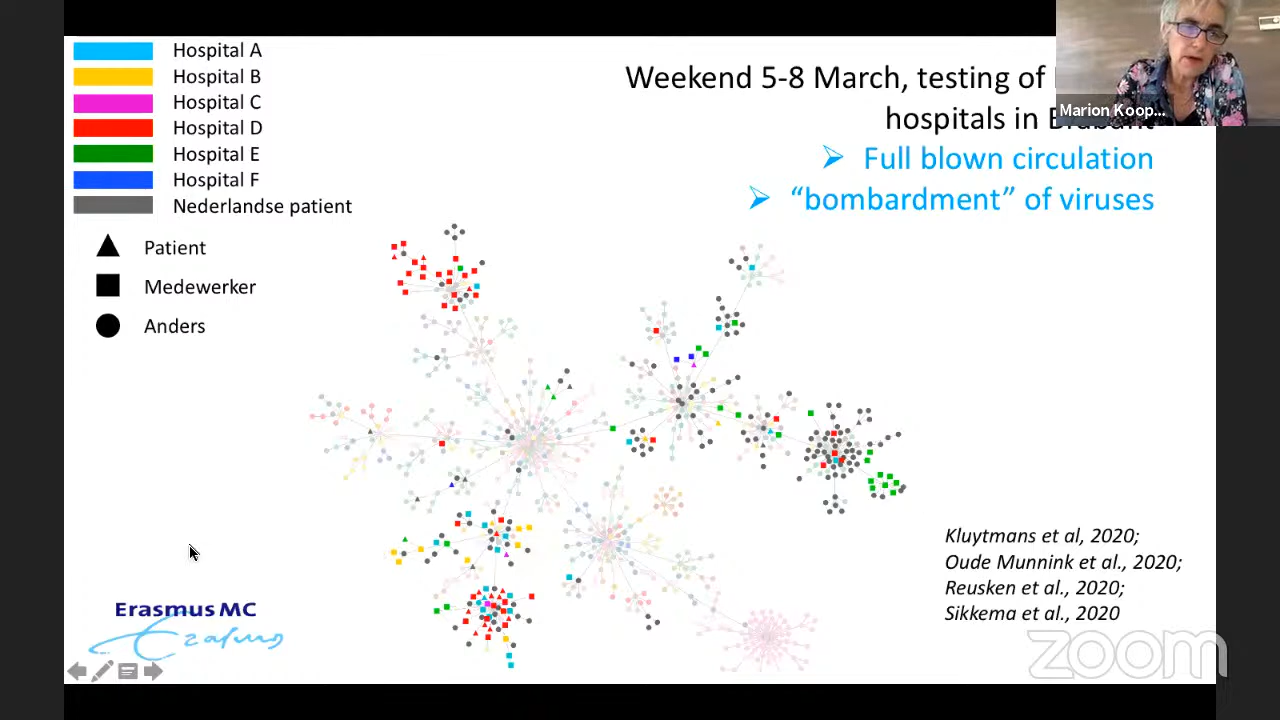 Hospital A
Hospital B
Hospital C
Hospital D
Hospital E
Hospital F
Nederlandse patient
Patient
Medewerker
Anders
Weekend 5-8 March, testing of
hospitals in Brabant
➢ Full blown circulation
➢ “bombardment” of viruses
Marion Koop...
Kluytmans et al, 2020;
Oude Munnink et al., 2020;
Reusken et al., 2020;
Sikkema et al., 2020
Erasmus MC
Erasmus
zoom